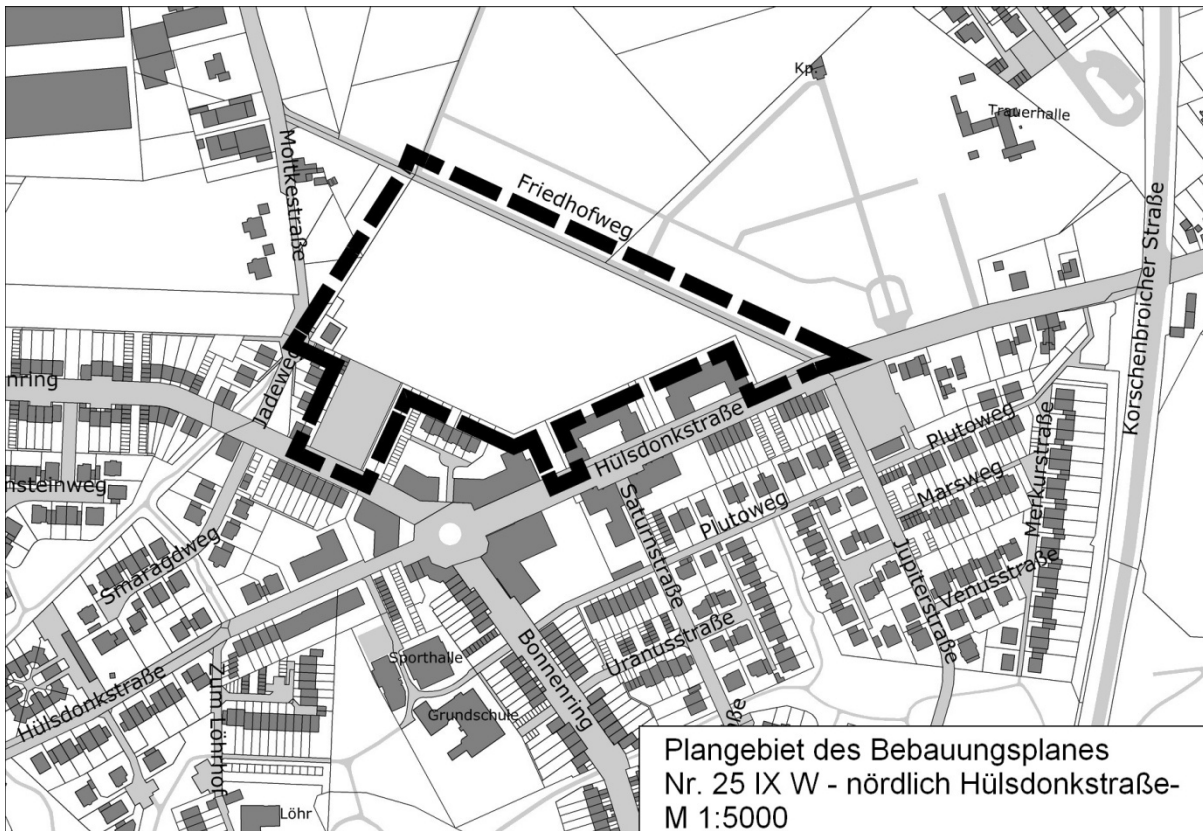 Kp.
Trauerhalle
Moltkestraße
Friedhofweg
Korschenbroicher Straße
nring
Jadeweg
Hülsdonkstraße
Plutoweg
Marsweg
Merkurstraße
nsteinweg
Smaragdweg
Saturnstraße
Plutoweg
Jupiterstraße
Venusstraße
Uranusstraße
Bonnenring
Sporthalle
Grundschule
Hülsdonkstraße
Zum Löhrhof
Löhr
aße
Plangebiet des Bebauungsplanes
Nr. 25 IX W - nördlich Hülsdonkstraße-
M 1:5000